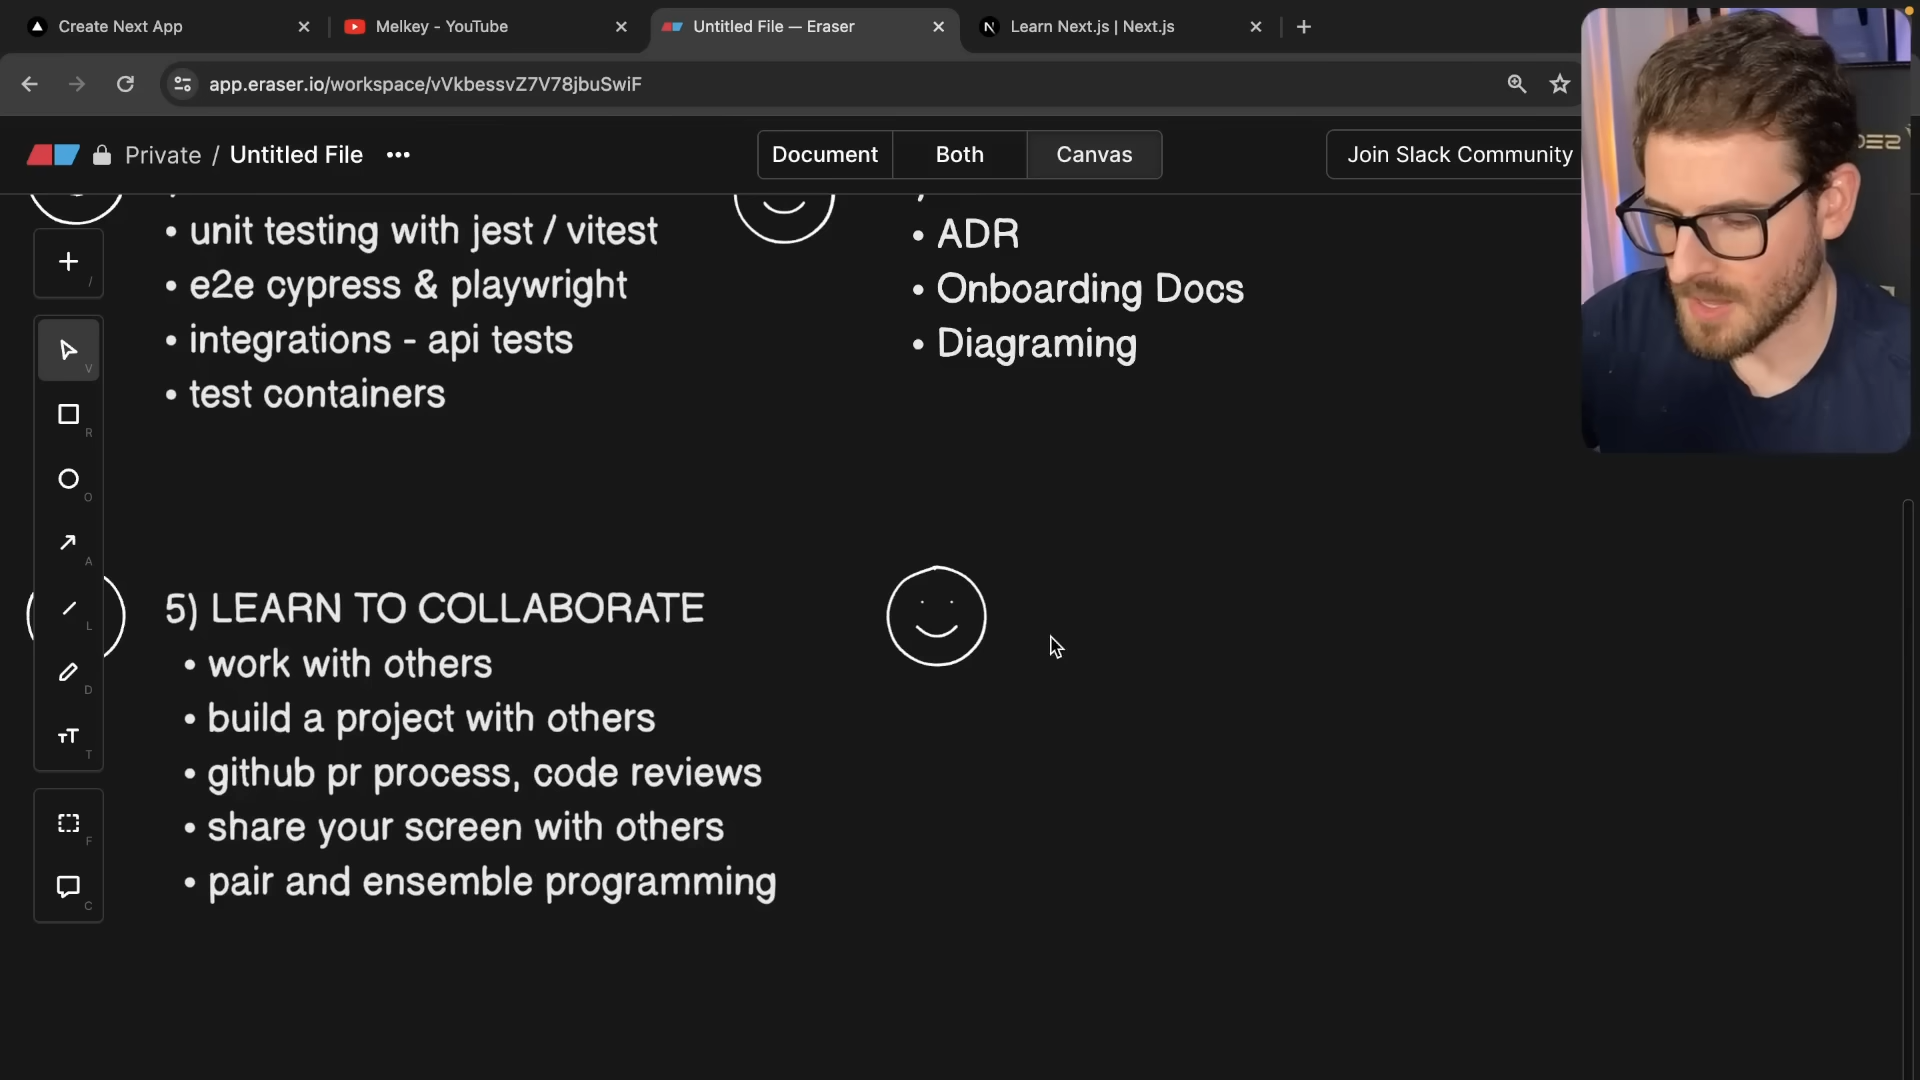 Create Next App
Melkey - YouTube
Untitled File — Eraser
Learn Next.js | Next.js
app.eraser.io/workspace/vVkbessvZ7V78jbuSwiF
Private / Untitled File
Document
Both
Canvas
Join Slack Community
• unit testing with jest / vitest
• e2e cypress & playwright
• integrations - api tests
• test containers
• ADR
• Onboarding Docs
• Diagraming
/
V
R
O
A
L
D
T
F
C
5) LEARN TO COLLABORATE
• work with others
• build a project with others
• github pr process, code reviews
• share your screen with others
• pair and ensemble programming